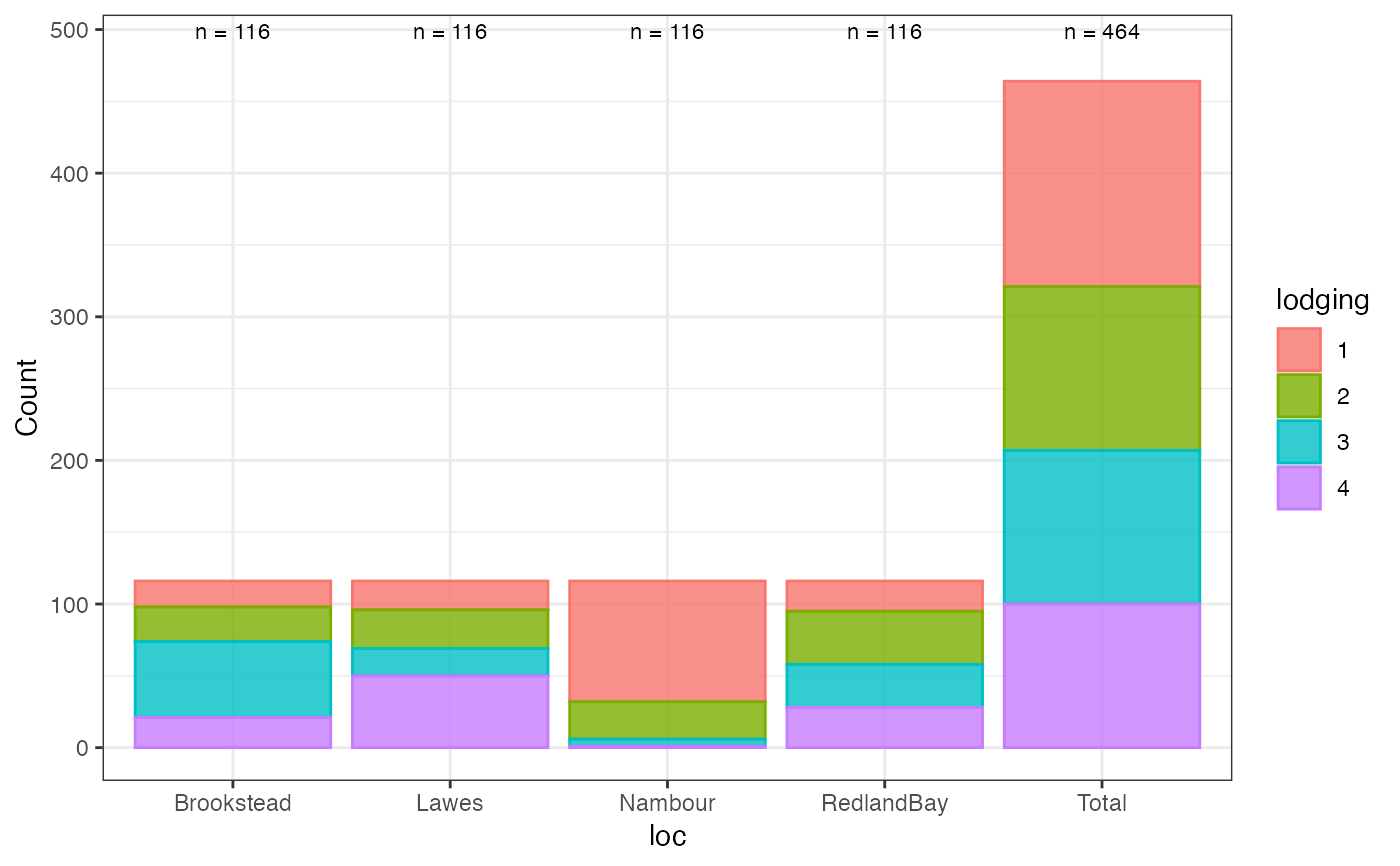 n = 116 n = 116 n = 116 n = 116 n = 464
500
400
300
200
100
0
Count
Brookstead Lawes Nambour RedlandBay Total
loc
lodging
1
2
3
4